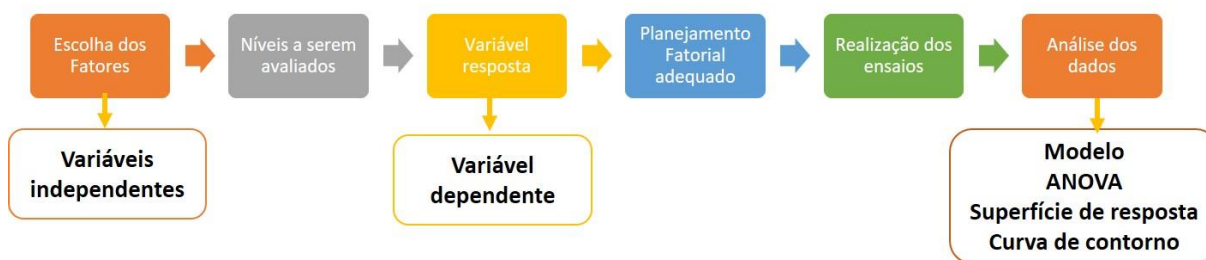 Escolha dos
Fatores
Níveis a serem
avaliados
Variável
resposta
Planejamento
Fatorial
adequado
Realização dos
ensaios
Análise dos
dados
Variáveis
independentes
Variável
dependente
Modelo
ANOVA
Superfície de resposta
Curva de contorno